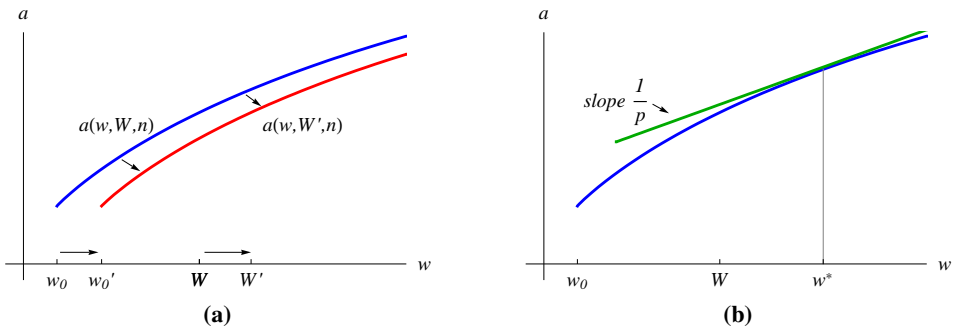 a
a(w,W,n)
a(w,W',n)
w
w₀
w₀'
W
W'
(a)
a
slope 1/p
w
w₀
W
w*
(b)